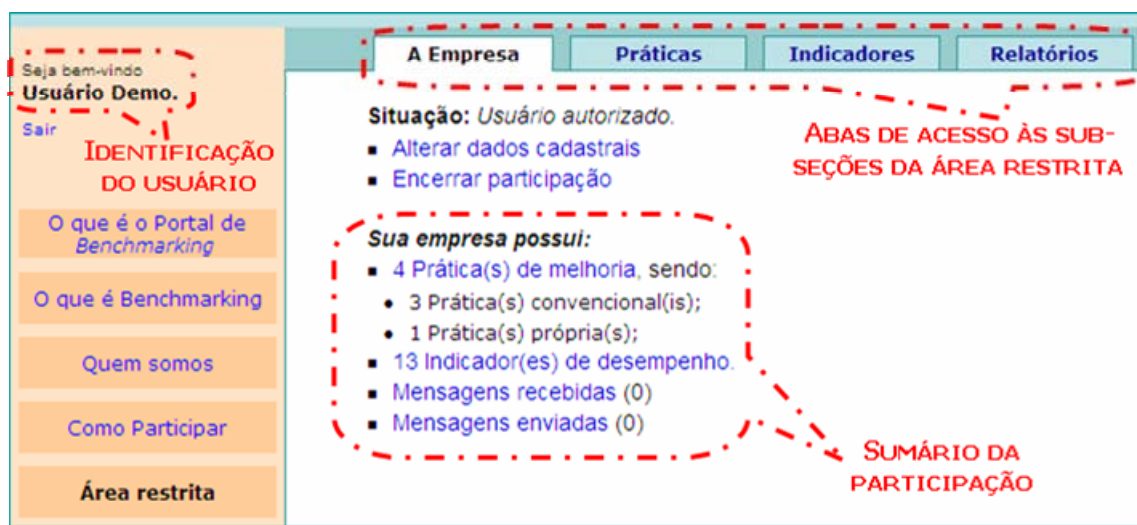 Seja bem-vindo
Usuário Demo.
Sair
IDENTIFICAÇÃO
DO USUÁRIO
O que é o Portal de
Benchmarking
O que é Benchmarking
Quem somos
Como Participar
Área restrita
A Empresa
Práticas
Indicadores
Relatórios
ABAS DE ACESSO ÀS SUB-
SEÇÕES DA ÁREA RESTRITA
Situação: Usuário autorizado.
Alterar dados cadastrais
Encerrar participação
Sua empresa possui:
4 Prática(s) de melhoria, sendo:
3 Prática(s) convencional(is);
1 Prática(s) própria(s);
13 Indicador(es) de desempenho.
Mensagens recebidas (0)
Mensagens enviadas (0)
SUMÁRIO DA
PARTICIPAÇÃO